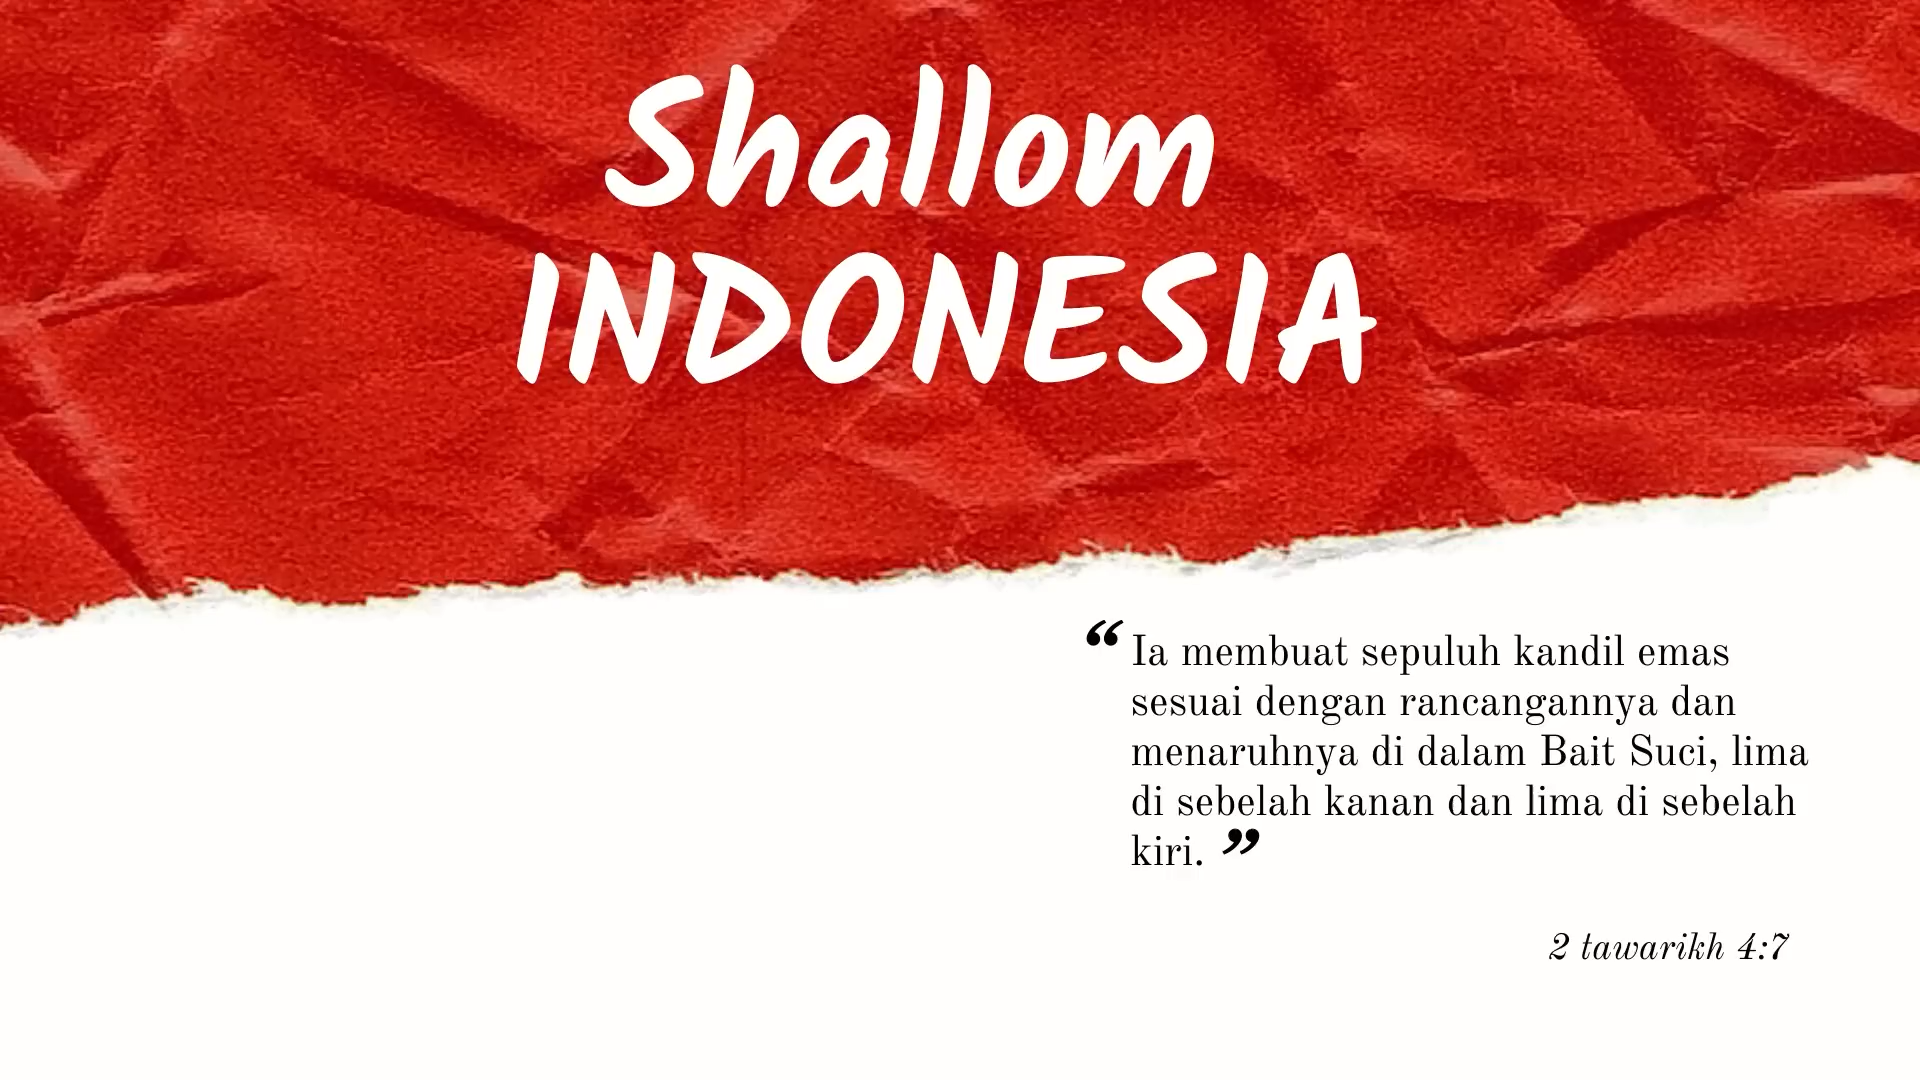 Shallom
INDONESIA
“Ia membuat sepuluh kandil emas
sesuai dengan rancangannya dan
menaruhnya di dalam Bait Suci, lima
di sebelah kanan dan lima di sebelah
kiri. ”
2 tawarikh 4:7